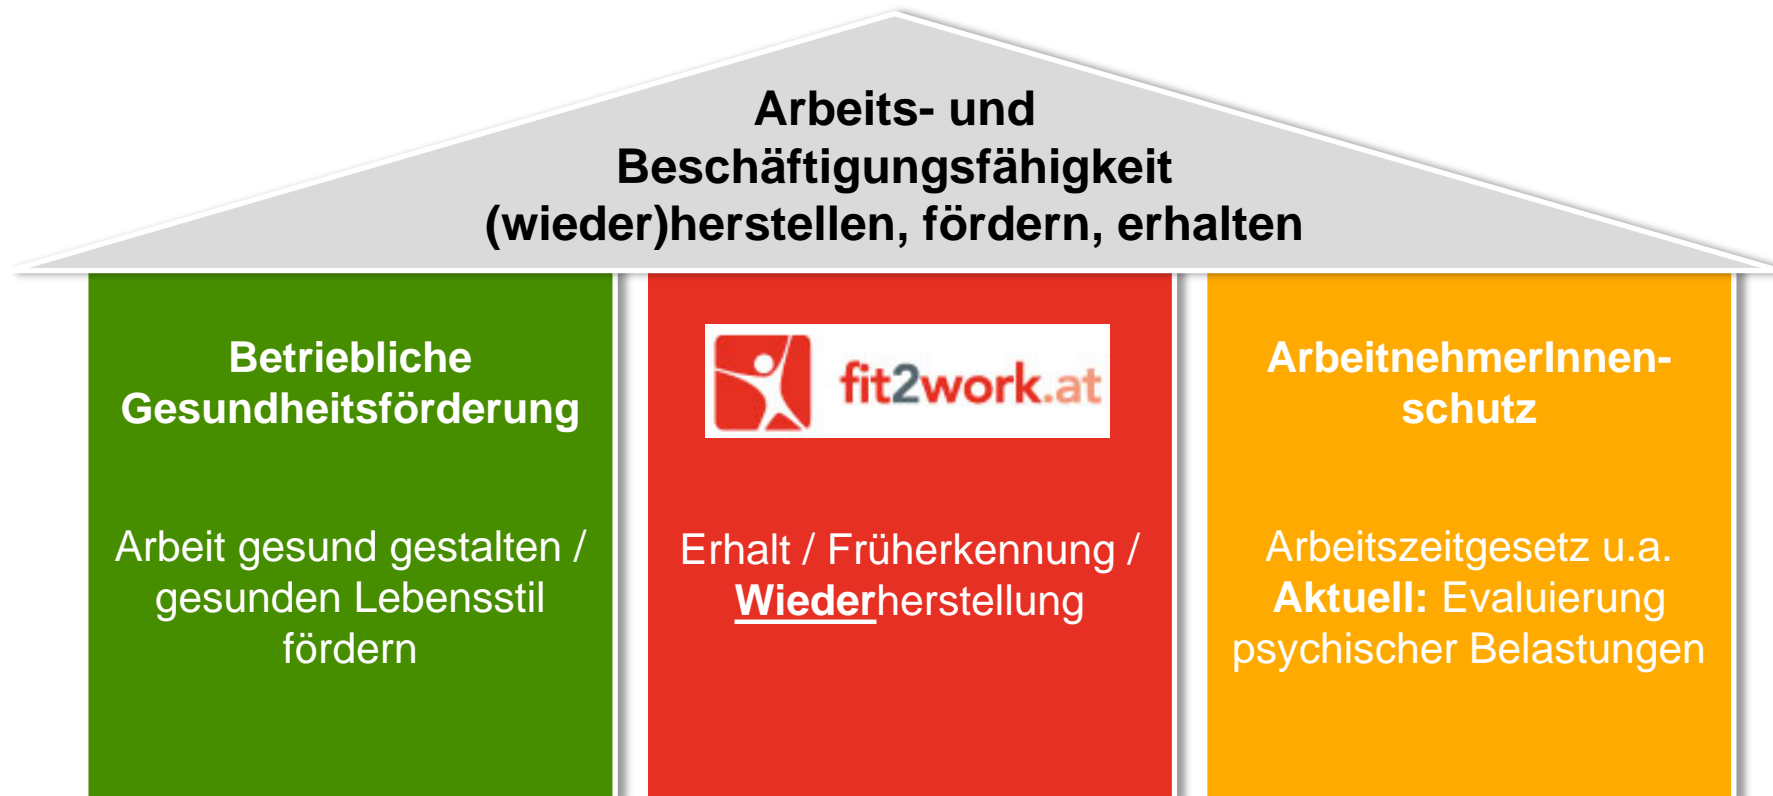 Arbeits- und
Beschäftigungsfähigkeit
(wieder)herstellen, fördern, erhalten
Betriebliche
Gesundheitsförderung
Arbeit gesund gestalten /
gesunden Lebensstil
fördern
fit2work.at
Erhalt / Früherkennung /
Wiederherstellung
ArbeitnehmerInnen-
schutz
Arbeitszeitgesetz u.a.
Aktuell: Evaluierung
psychischer Belastungen